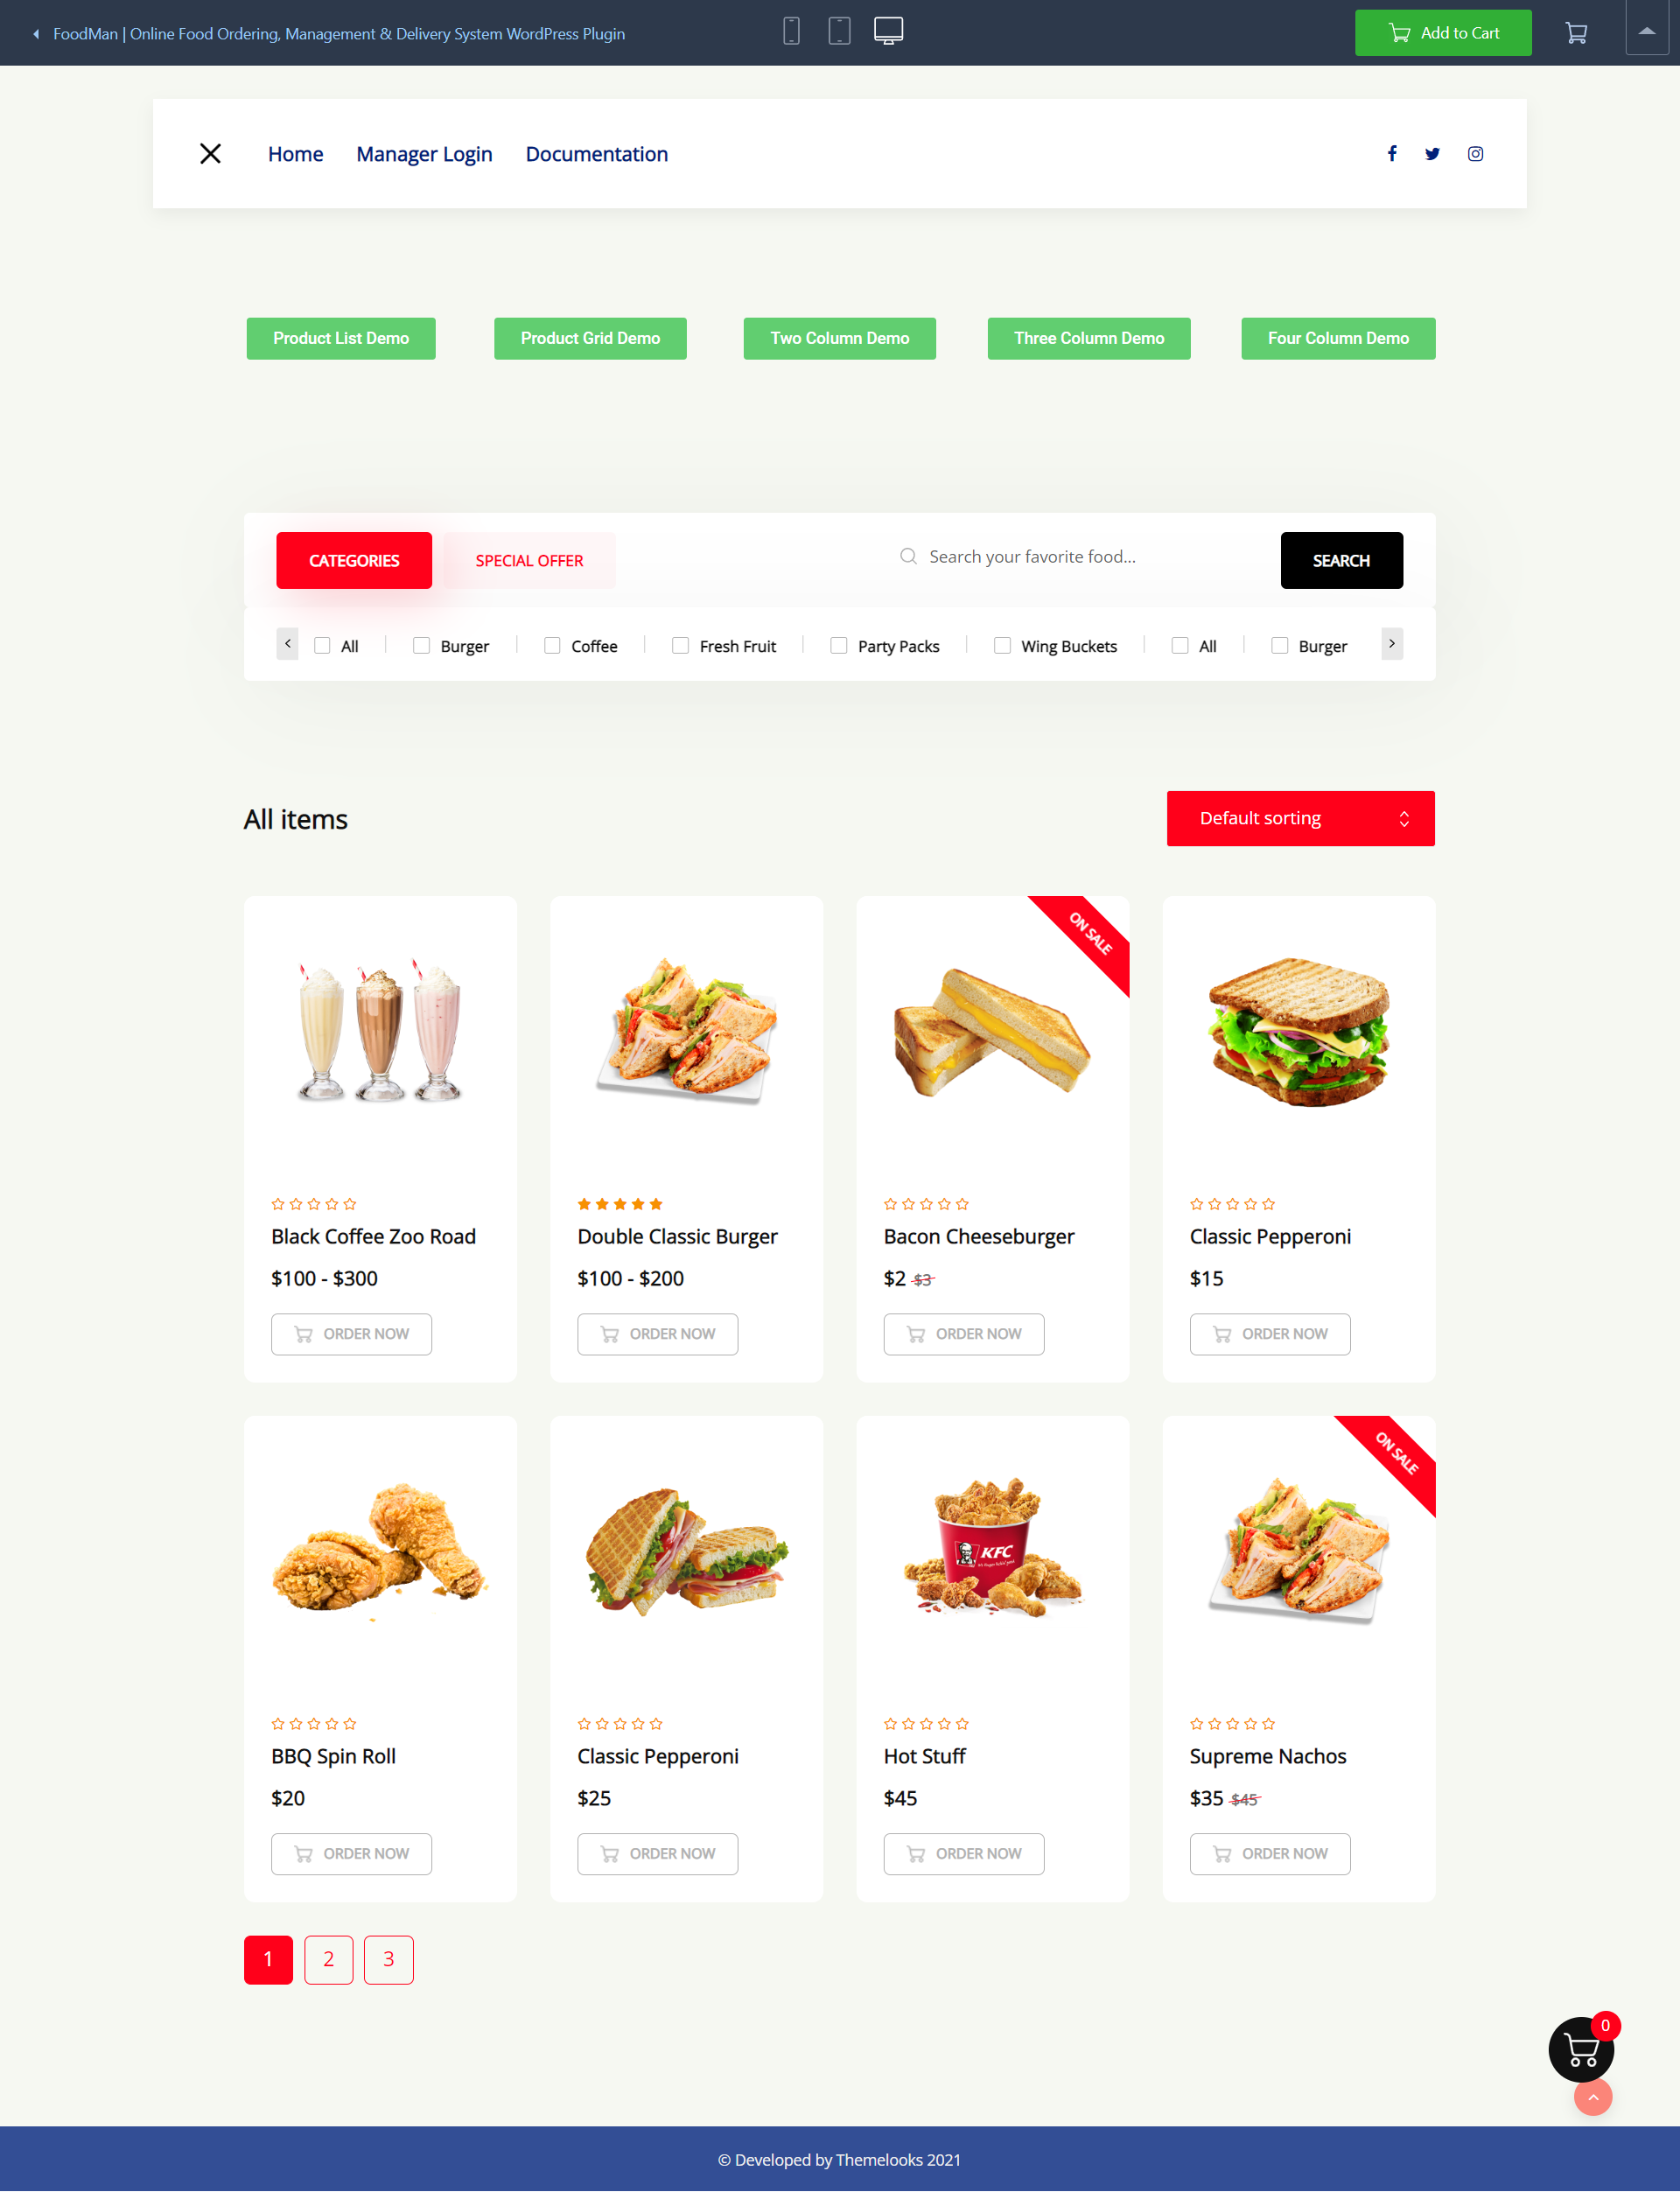 FoodMan | Online Food Ordering, Management & Delivery System WordPress Plugin
Add to Cart
Home Manager Login Documentation
Product List Demo Product Grid Demo Two Column Demo Three Column Demo Four Column Demo
CATEGORIES SPECIAL OFFER Search your favorite food... SEARCH
All Burger Coffee Fresh Fruit Party Packs Wing Buckets All Burger
All items Default sorting
ON SALE
Black Coffee Zoo Road Double Classic Burger Bacon Cheeseburger Classic Pepperoni
$100 - $300 $100 - $200 $2 $3 $15
ORDER NOW ORDER NOW ORDER NOW ORDER NOW
ON SALE
KFC
BBQ Spin Roll Classic Pepperoni Hot Stuff Supreme Nachos
$20 $25 $45 $35 $45
ORDER NOW ORDER NOW ORDER NOW ORDER NOW
1 2 3
0
© Developed by Themelooks 2021